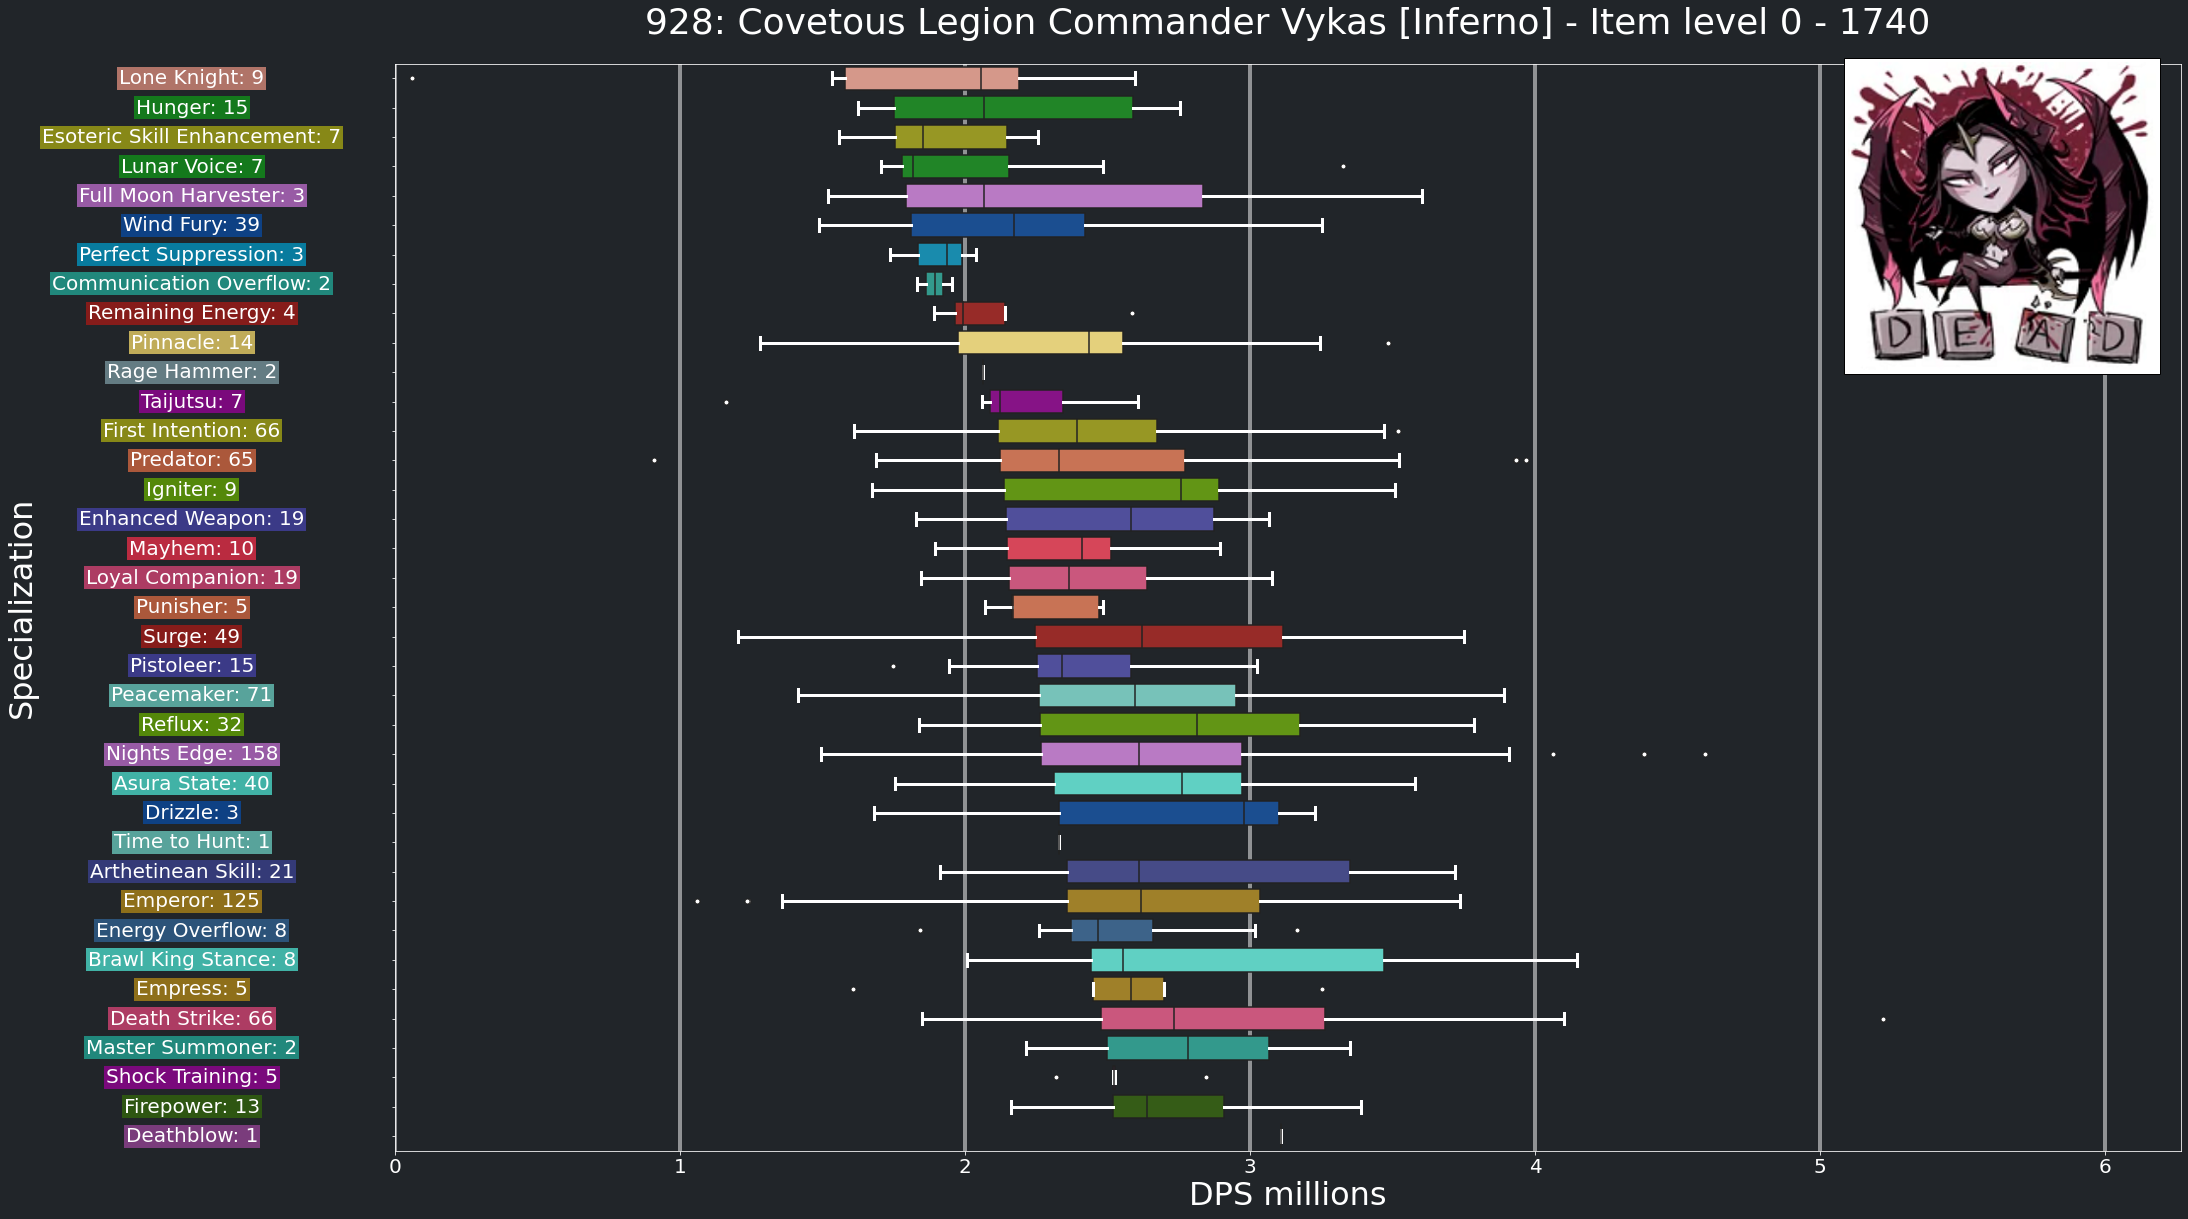 928: Covetous Legion Commander Vykas [Inferno] - Item level 0 - 1740
Lone Knight: 9
Hunger: 15
Esoteric Skill Enhancement: 7
Lunar Voice: 7
Full Moon Harvester: 3
Wind Fury: 39
Perfect Suppression: 3
Communication Overflow: 2
Remaining Energy: 4
Pinnacle: 14
Rage Hammer: 2
Taijutsu: 7
First Intention: 66
Predator: 65
Igniter: 9
Enhanced Weapon: 19
Mayhem: 10
Loyal Companion: 19
Punisher: 5
Surge: 49
Pistoleer: 15
Peacemaker: 71
Reflux: 32
Nights Edge: 158
Asura State: 40
Drizzle: 3
Time to Hunt: 1
Arthetinean Skill: 21
Emperor: 125
Energy Overflow: 8
Brawl King Stance: 8
Empress: 5
Death Strike: 66
Master Summoner: 2
Shock Training: 5
Firepower: 13
Deathblow: 1
Specialization
0 1 2 3 4 5 6
DPS millions
DEAD